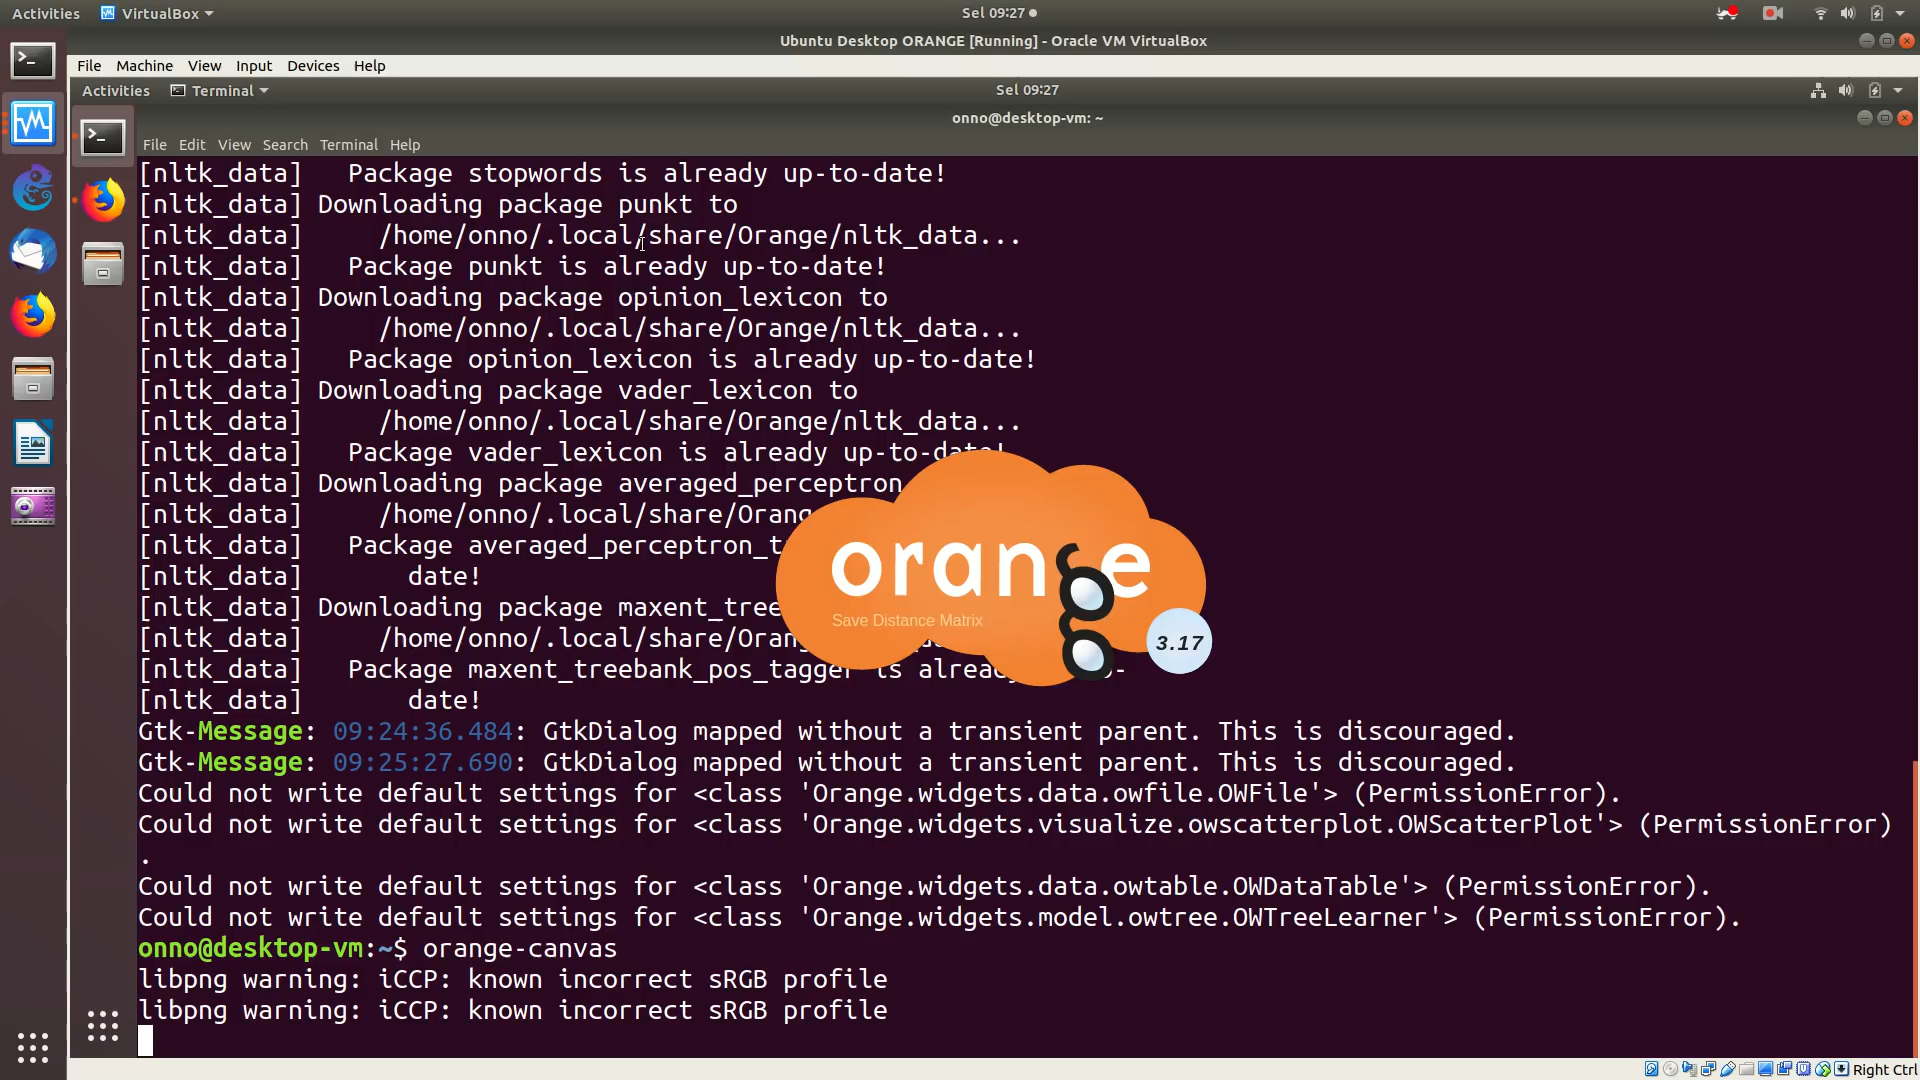 Activities VirtualBox Sel 09:27
Ubuntu Desktop ORANGE [Running] - Oracle VM VirtualBox
File Machine View Input Devices Help
Activities Terminal Sel 09:27
onno@desktop-vm: ~
File Edit View Search Terminal Help
[nltk_data]   Package stopwords is already up-to-date!
[nltk_data] Downloading package punkt to
[nltk_data]     /home/onno/.local/share/Orange/nltk_data...
[nltk_data]   Package punkt is already up-to-date!
[nltk_data] Downloading package opinion_lexicon to
[nltk_data]     /home/onno/.local/share/Orange/nltk_data...
[nltk_data]   Package opinion_lexicon is already up-to-date!
[nltk_data] Downloading package vader_lexicon to
[nltk_data]     /home/onno/.local/share/Orange/nltk_data...
[nltk_data]   Package vader_lexicon is already up-to-date!
[nltk_data] Downloading package averaged_perceptron
[nltk_data]     /home/onno/.local/share/Orang
[nltk_data]   Package averaged_perceptron_t
[nltk_data]       date!
[nltk_data] Downloading package maxent_tree
[nltk_data]     /home/onno/.local/share/Oran
[nltk_data]   Package maxent_treebank_pos_tagger is alread
[nltk_data]       date!
orange
Save Distance Matrix
3.17
Gtk-Message: 09:24:36.484: GtkDialog mapped without a transient parent. This is discouraged.
Gtk-Message: 09:25:27.690: GtkDialog mapped without a transient parent. This is discouraged.
Could not write default settings for <class 'Orange.widgets.data.owfile.OWFile'> (PermissionError).
Could not write default settings for <class 'Orange.widgets.visualize.owscatterplot.OWScatterPlot'> (PermissionError)
.
Could not write default settings for <class 'Orange.widgets.data.owtable.OWDataTable'> (PermissionError).
Could not write default settings for <class 'Orange.widgets.model.owtree.OWTreeLearner'> (PermissionError).
onno@desktop-vm:~$ orange-canvas
libpng warning: iCCP: known incorrect sRGB profile
libpng warning: iCCP: known incorrect sRGB profile
Right Ctrl